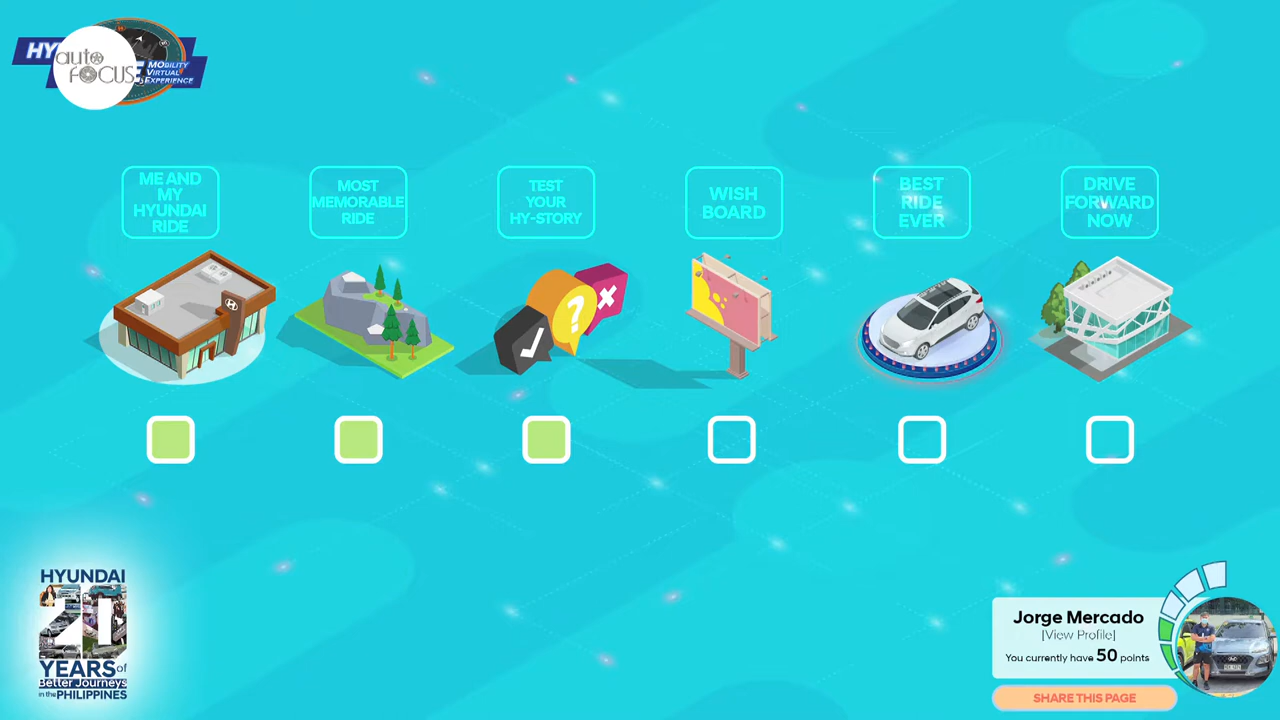 HY
auto
FOCUS
E
MOBILITY
VIRTUAL
EXPERIENCE
ME AND
MY
HYUNDAI
RIDE
MOST
MEMORABLE
RIDE
TEST
YOUR
HY-STORY
WISH
BOARD
BEST
RIDE
EVER
DRIVE
FORWARD
NOW
?
HYUNDAI
20
YEARS of
Better Journeys
in the PHILIPPINES
Jorge Mercado
[View Profile]
You currently have 50 points
SHARE THIS PAGE